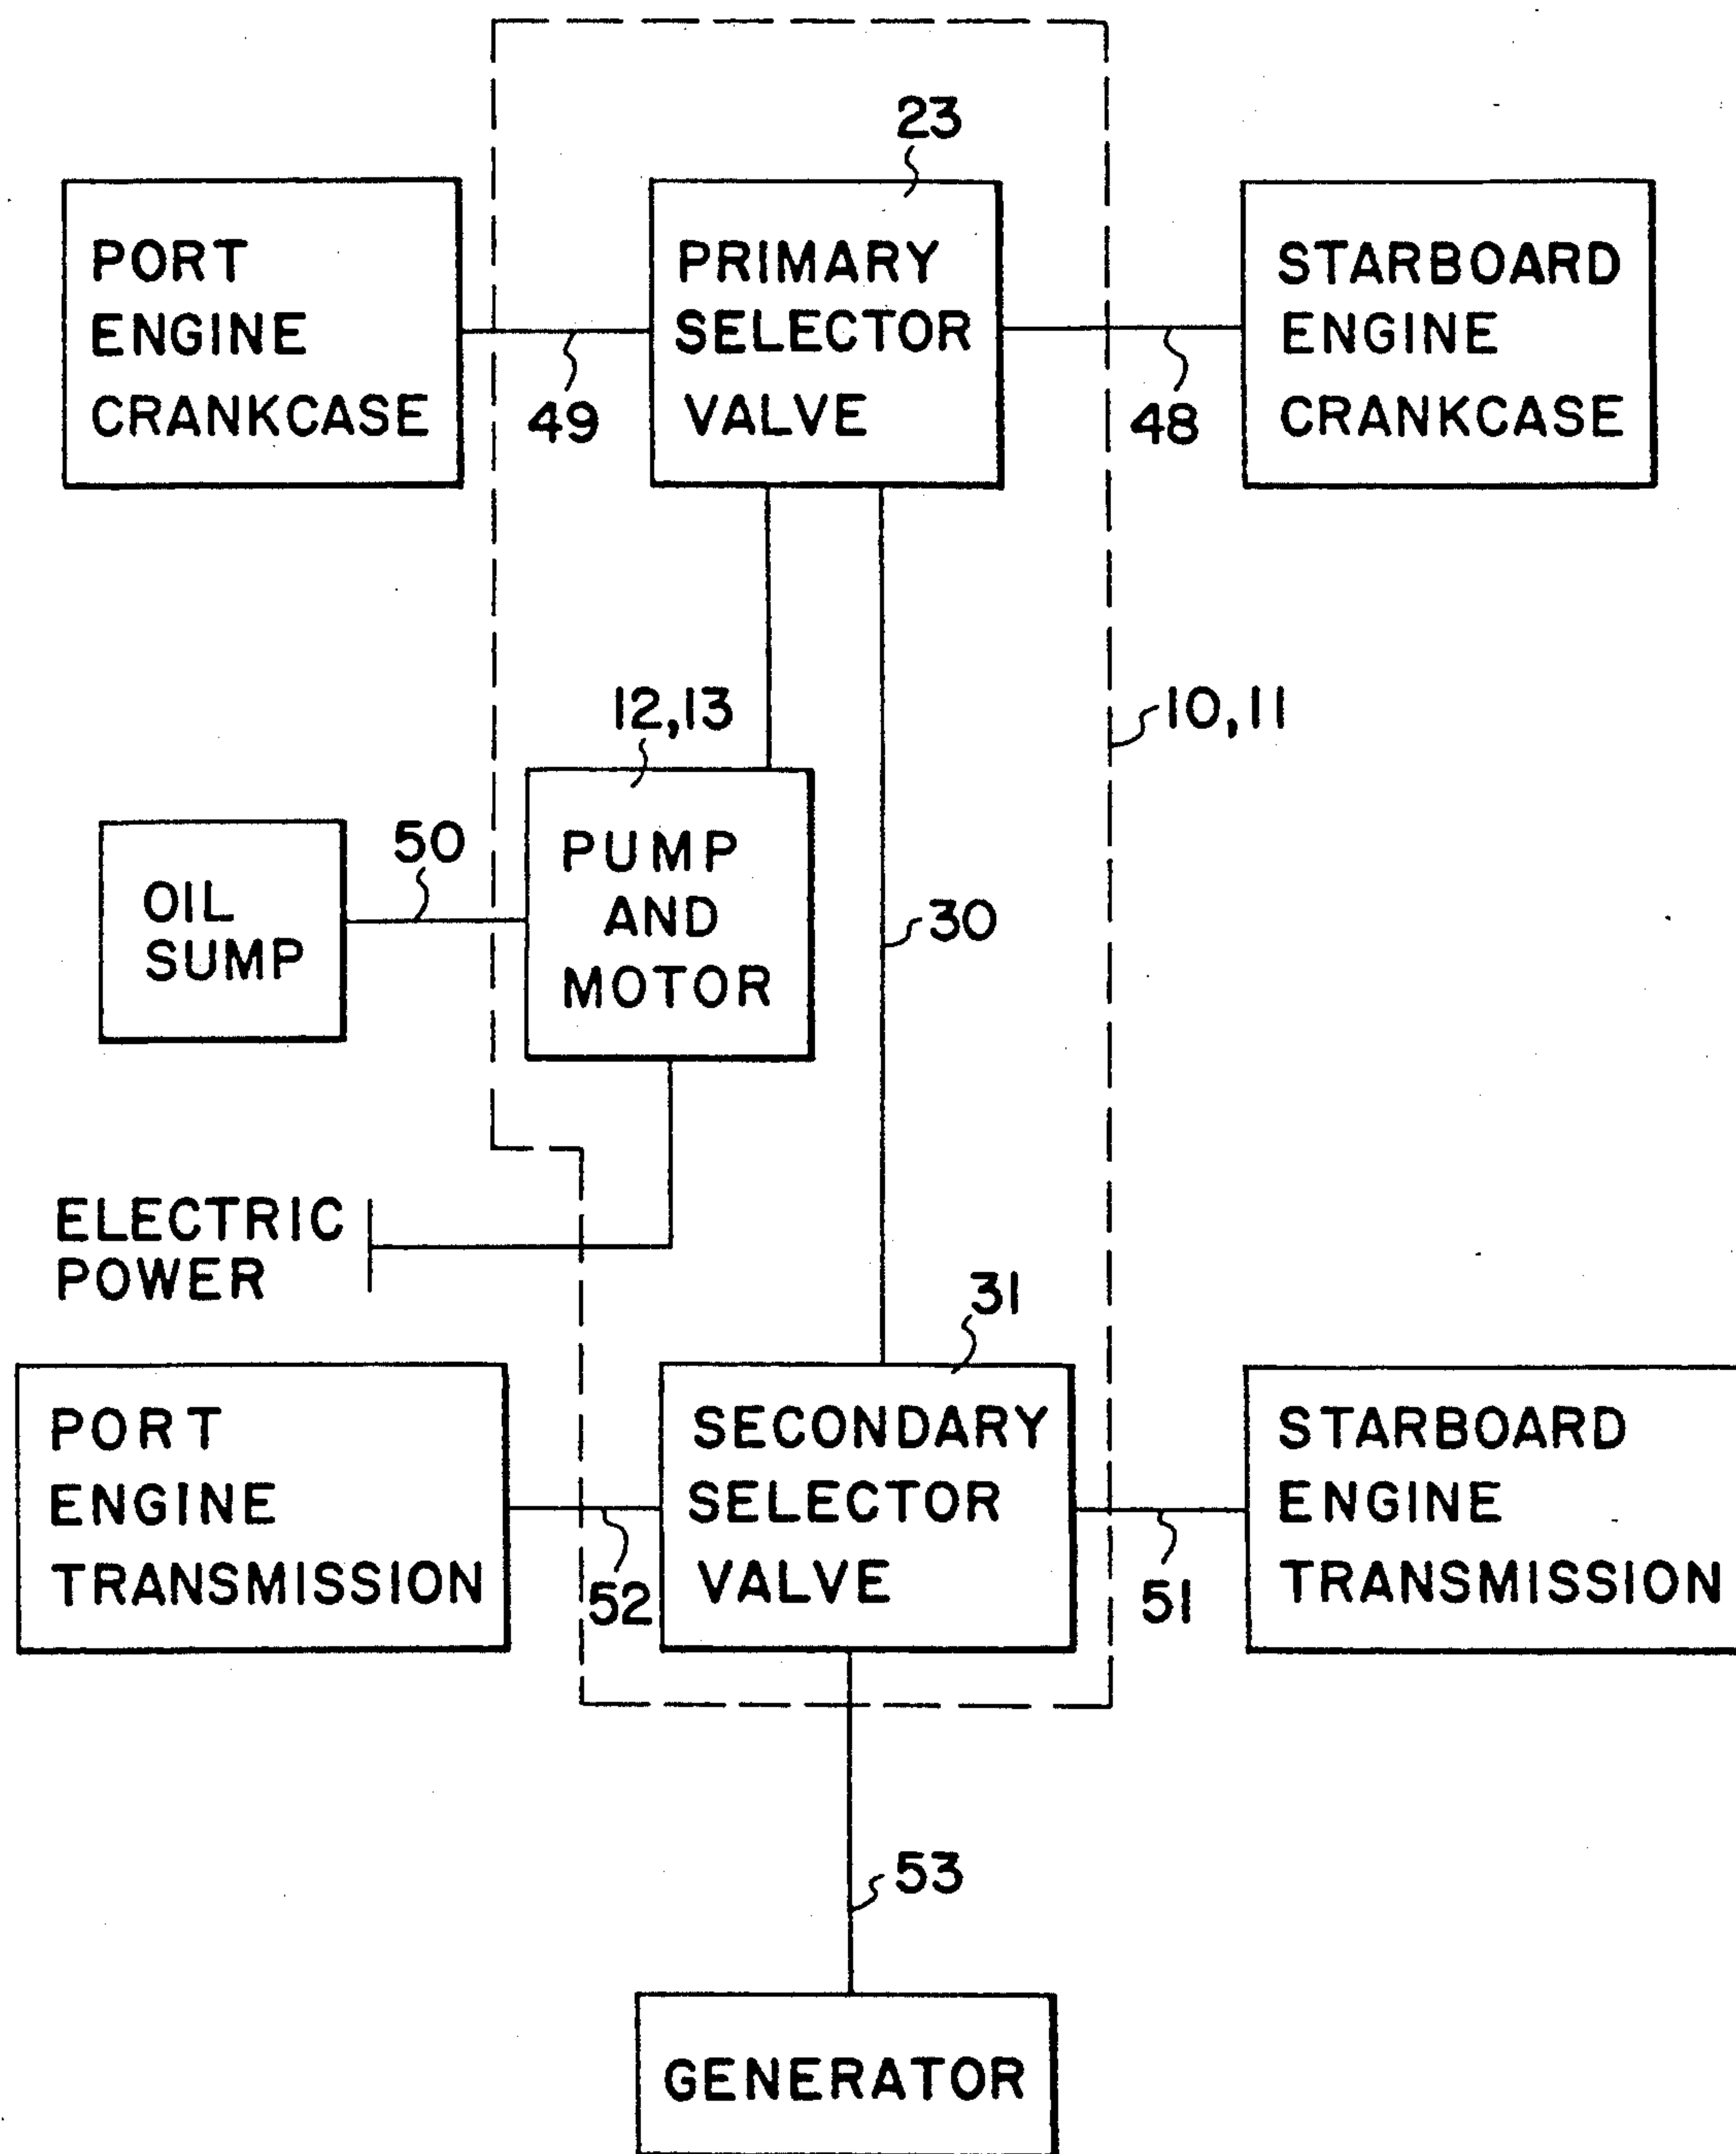 23
PORT
ENGINE
CRANKCASE
49
PRIMARY
SELECTOR
VALVE
48
STARBOARD
ENGINE
CRANKCASE
12,13
10,11
OIL
SUMP
50
PUMP
AND
MOTOR
30
ELECTRIC
POWER
31
PORT
ENGINE
TRANSMISSION
52
SECONDARY
SELECTOR
VALVE
51
STARBOARD
ENGINE
TRANSMISSION
53
GENERATOR